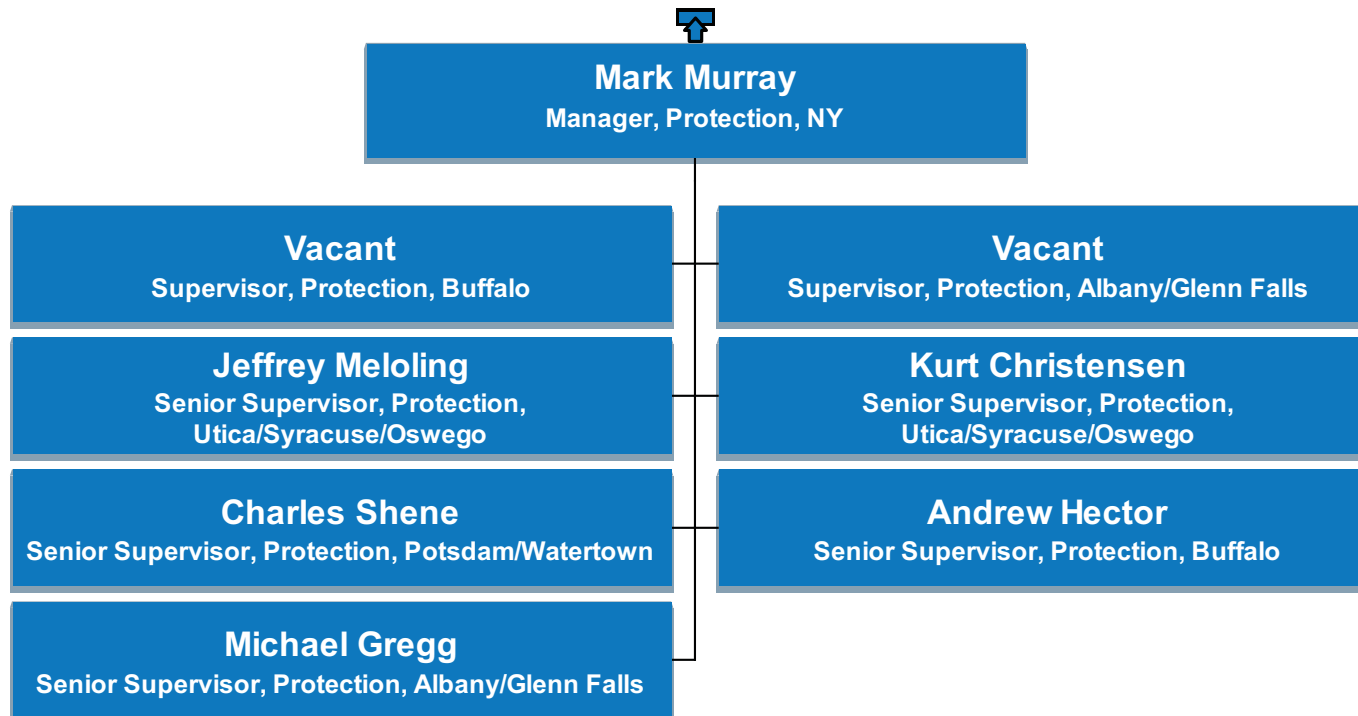 Mark Murray
Manager, Protection, NY
Vacant
Supervisor, Protection, Buffalo
Vacant
Supervisor, Protection, Albany/Glenn Falls
Jeffrey Meloling
Senior Supervisor, Protection,
Utica/Syracuse/Oswego
Kurt Christensen
Senior Supervisor, Protection,
Utica/Syracuse/Oswego
Charles Shene
Senior Supervisor, Protection, Potsdam/Watertown
Andrew Hector
Senior Supervisor, Protection, Buffalo
Michael Gregg
Senior Supervisor, Protection, Albany/Glenn Falls